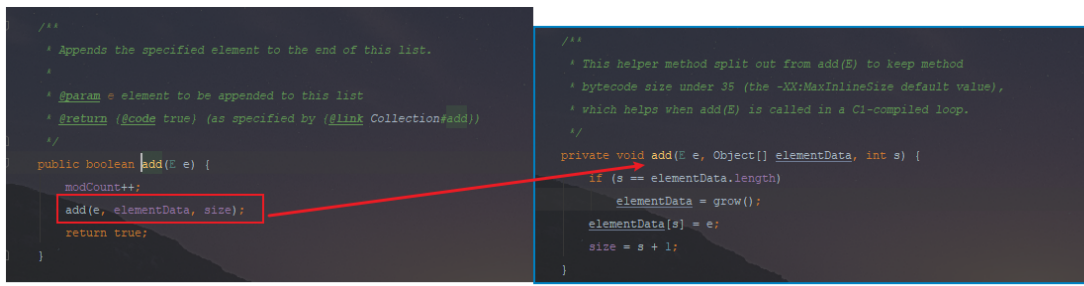 /**
* Appends the specified element to the end of this list.
*
* @param e element to be appended to this list
* @return {@code true} (as specified by {@link Collection#add})
*/
public boolean add(E e) {
modCount++;
add(e, elementData, size);
return true;
}
/**
* This helper method split out from add(E) to keep method
* bytecode size under 35 (the -XX:MaxInlineSize default value),
* which helps when add(E) is called in a C1-compiled loop.
*/
private void add(E e, Object[] elementData, int s) {
if (s == elementData.length)
elementData = grow();
elementData[s] = e;
size = s + 1;
}